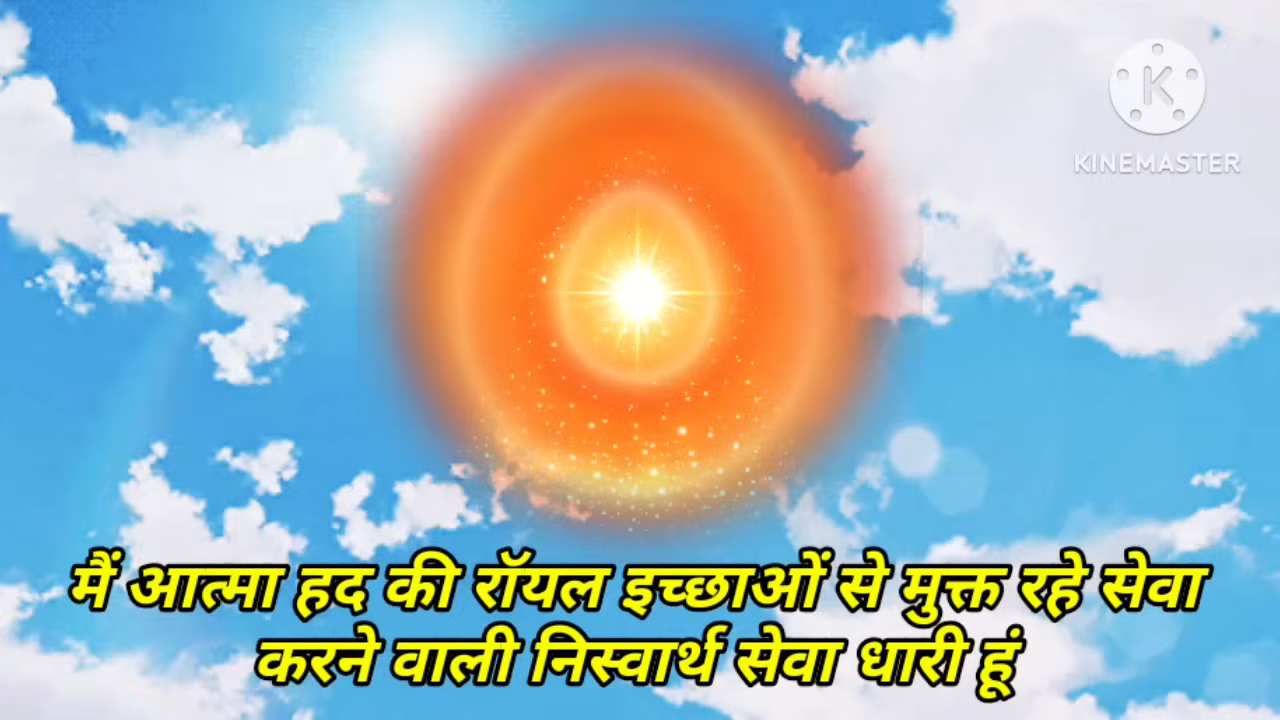 KINEMASTER
मैं आत्मा हद की रॉयल इच्छाओं से मुक्त रहे सेवा
करने वाली निस्वार्थ सेवा धारी हूं